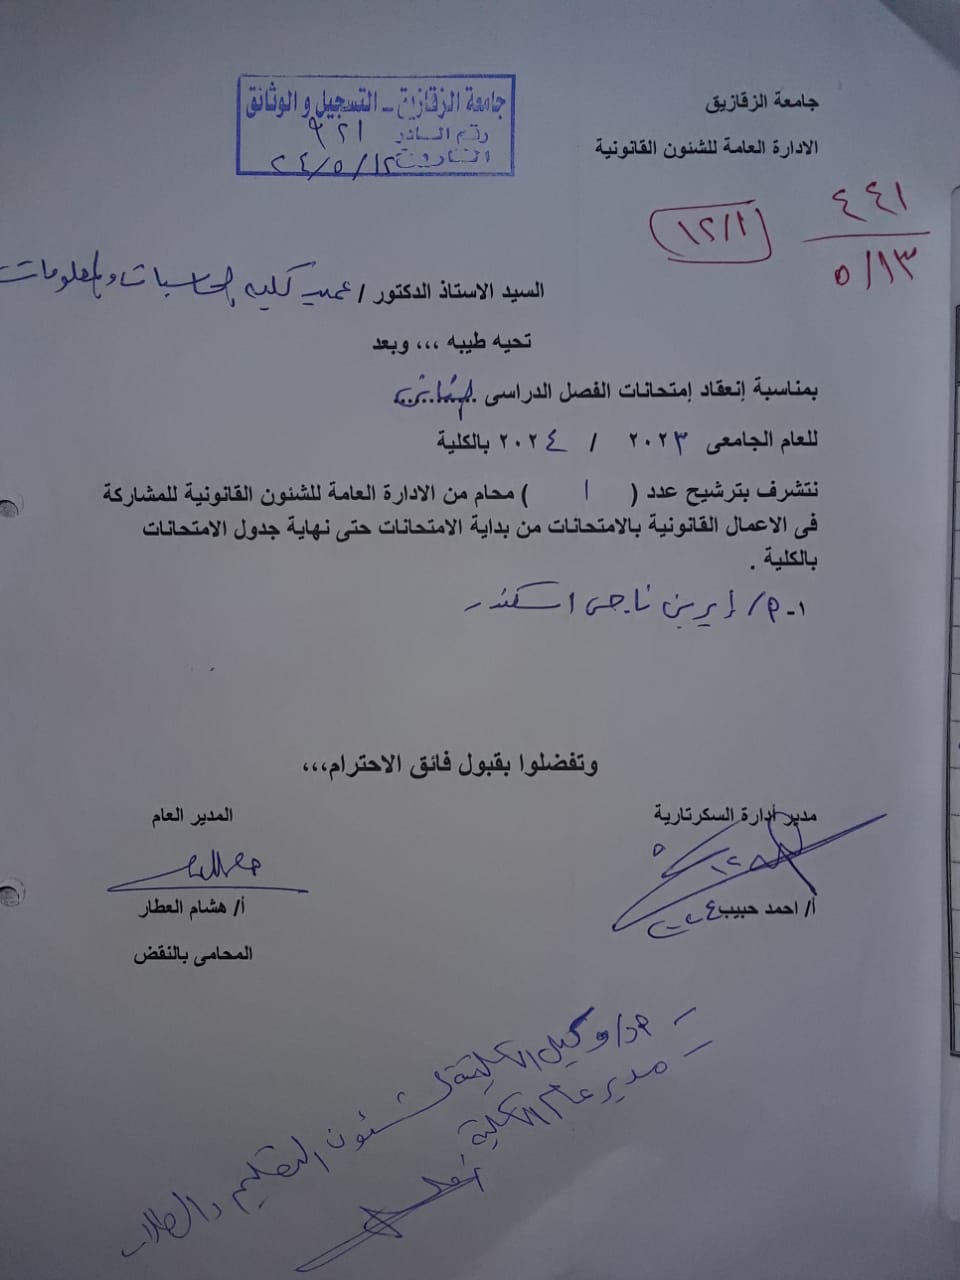 جامعة الزقازيق
الادارة العامة للشئون القانونية
جامعة الزقازيق ـ التسجيل و الوثائق
رقم الصادر ٩٢١
التاريخ ٢٤/٥/١٢
٤٤١
٥/١٣
١٢/١
السيد الاستاذ الدكتور / عميد كلية الحاسبات والمعلومات
تحيه طيبه ،،، وبعد
بمناسبة إنعقاد إمتحانات الفصل الدراسى الثانى
للعام الجامعى ٢٠٢٣ / ٢٠٢٤ بالكلية
نتشرف بترشيح عدد ( ١ ) محام من الادارة العامة للشئون القانونية للمشاركة
فى الاعمال القانونية بالامتحانات من بداية الامتحانات حتى نهاية جدول الامتحانات
بالكلية .
١ـ م/ إيرين ناجى اسكندر
وتفضلوا بقبول فائق الاحترام،،،
مدير أدارة السكرتارية
المدير العام
أ/ احمد حبيب
أ/ هشام العطار
المحامى بالنقض
ـ وكيل الكلية لشئون التعليم والطلاب
ـ مدير عام الكلية